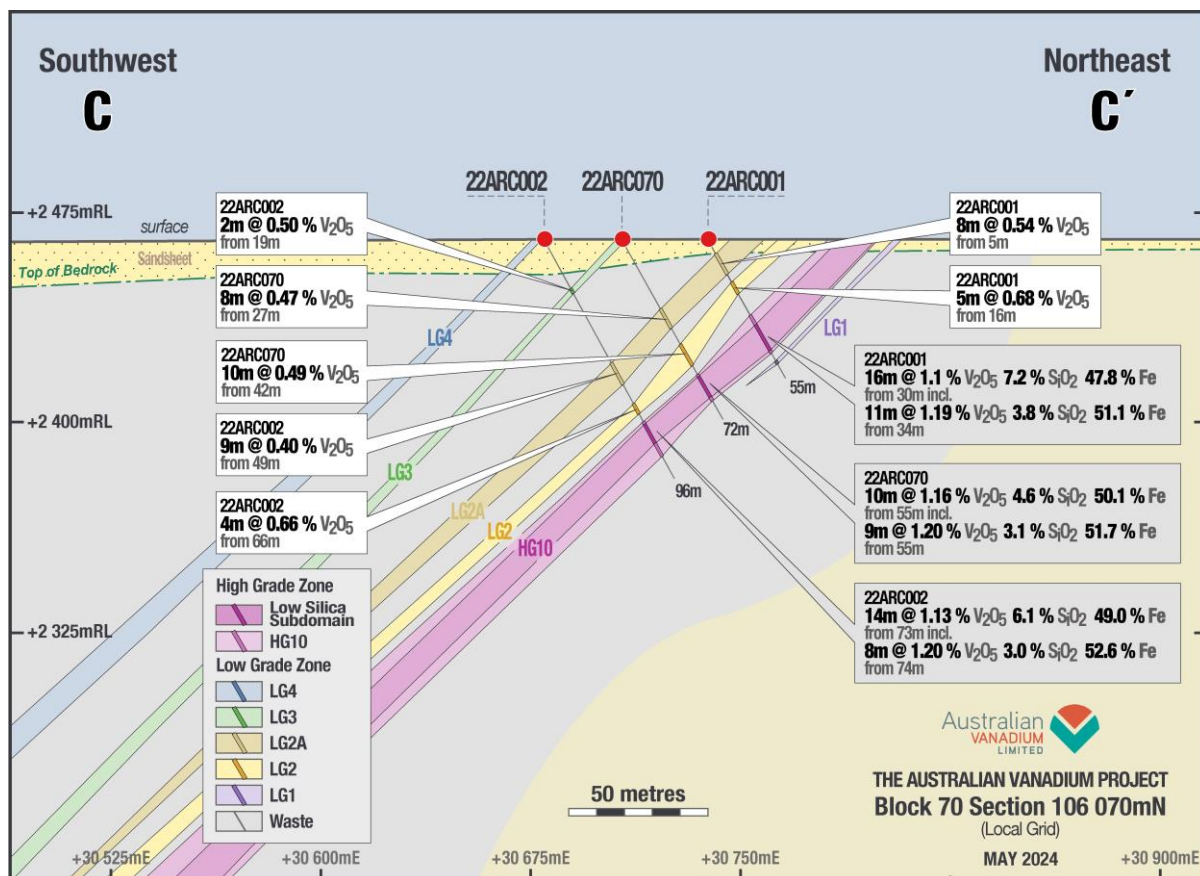 Southwest
C
Northeast
C´
22ARC002
22ARC070
22ARC001
+2 475mRL
surface
Sandsheet
Top of Bedrock
22ARC002
2m @ 0.50 % V₂O₅
from 19m
22ARC070
8m @ 0.47 % V₂O₅
from 27m
22ARC070
10m @ 0.49 % V₂O₅
from 42m
22ARC002
9m @ 0.40 % V₂O₅
from 49m
22ARC002
4m @ 0.66 % V₂O₅
from 66m
22ARC001
8m @ 0.54 % V₂O₅
from 5m
22ARC001
5m @ 0.68 % V₂O₅
from 16m
22ARC001
16m @ 1.1 % V₂O₅ 7.2 % SiO₂ 47.8 % Fe
from 30m incl.
11m @ 1.19 % V₂O₅ 3.8 % SiO₂ 51.1 % Fe
from 34m
22ARC070
10m @ 1.16 % V₂O₅ 4.6 % SiO₂ 50.1 % Fe
from 55m incl.
9m @ 1.20 % V₂O₅ 3.1 % SiO₂ 51.7 % Fe
from 55m
22ARC002
14m @ 1.13 % V₂O₅ 6.1 % SiO₂ 49.0 % Fe
from 73m incl.
8m @ 1.20 % V₂O₅ 3.0 % SiO₂ 52.6 % Fe
from 74m
LG4
LG3
LG2A
LG2
HG10
LG1
55m
72m
96m
+2 400mRL
+2 325mRL
High Grade Zone
Low Silica
Subdomain
HG10
Low Grade Zone
LG4
LG3
LG2A
LG2
LG1
Waste
50 metres
Australian
VANADIUM
LIMITED
THE AUSTRALIAN VANADIUM PROJECT
Block 70 Section 106 070mN
(Local Grid)
MAY 2024
+30 525mE
+30 600mE
+30 675mE
+30 750mE
+30 900mE